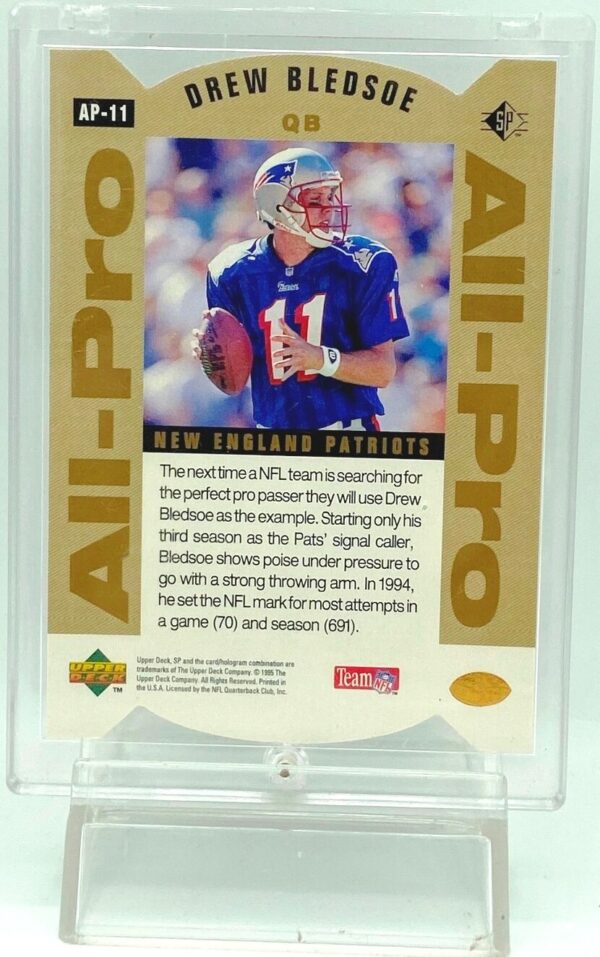 DREW BLEDSOE
AP-11
QB
SP
TM
All-Pro
All-Pro
11
1
NEW ENGLAND PATRIOTS
The next time a NFL team is searching for
the perfect pro passer they will use Drew
Bledsoe as the example. Starting only his
third season as the Pats' signal caller,
Bledsoe shows poise under pressure to
go with a strong throwing arm. In 1994,
he set the NFL mark for most attempts in
a game (70) and season (691).
UPPER
DECK
TM
Upper Deck, SP and the card/hologram combination are
trademarks of The Upper Deck Company. © 1995 The
Upper Deck Company. All Rights Reserved. Printed in
the U.S.A. Licensed by the NFL Quarterback Club, Inc.
Team NFL
TM